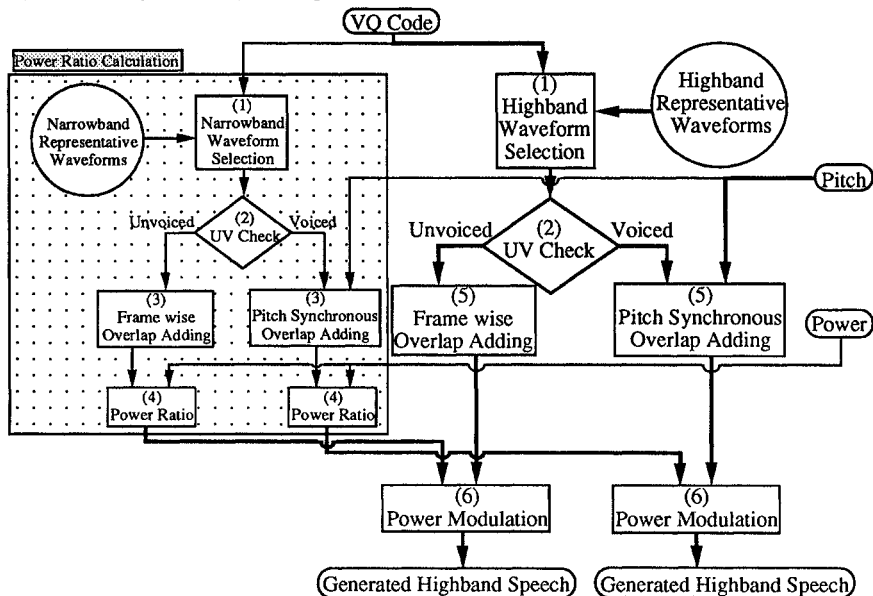 VQ Code
Power Ratio Calculation
Narrowband
Representative
Waveforms
(1)
Narrowband
Waveform
Selection
(1)
Highband
Waveform
Selection
Highband
Representative
Waveforms
Pitch
Unvoiced
(2)
UV Check
Voiced
Unvoiced
(2)
UV Check
Voiced
(3)
Frame wise
Overlap Adding
(3)
Pitch Synchronous
Overlap Adding
(5)
Frame wise
Overlap Adding
(5)
Pitch Synchronous
Overlap Adding
Power
(4)
Power Ratio
(4)
Power Ratio
(6)
Power Modulation
(6)
Power Modulation
Generated Highband Speech
Generated Highband Speech